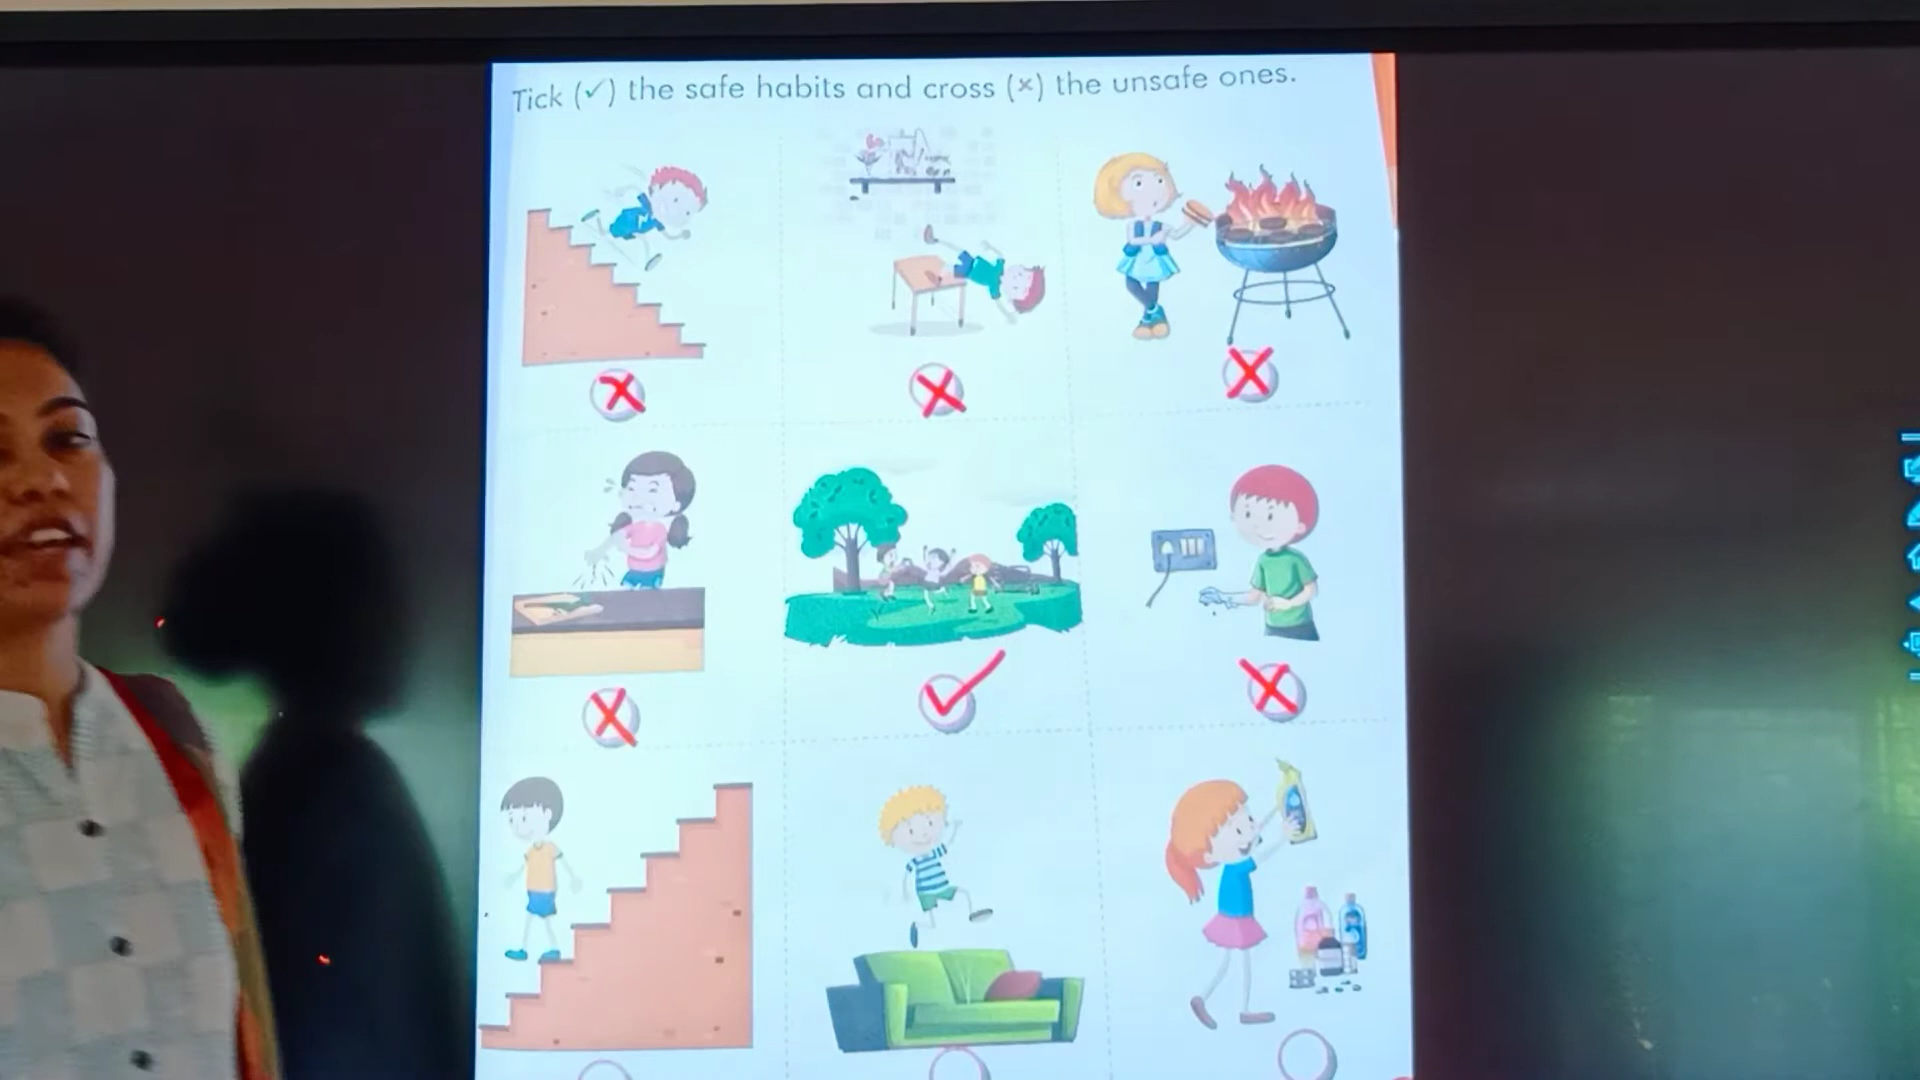 Tick (✓) the safe habits and cross (×) the unsafe ones.